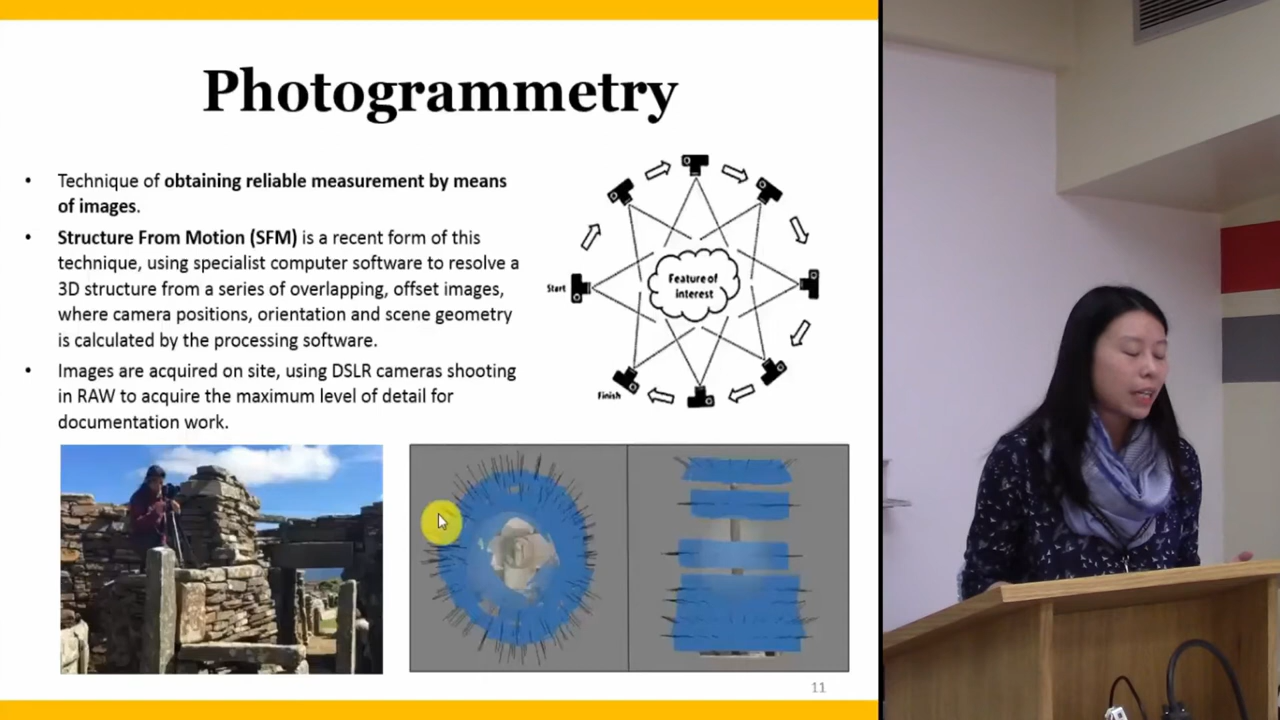 Photogrammetry
• Technique of obtaining reliable measurement by means
of images.
• Structure From Motion (SFM) is a recent form of this
technique, using specialist computer software to resolve a
3D structure from a series of overlapping, offset images,
where camera positions, orientation and scene geometry
is calculated by the processing software.
• Images are acquired on site, using DSLR cameras shooting
in RAW to acquire the maximum level of detail for
documentation work.
Start
Feature of
interest
Finish
11